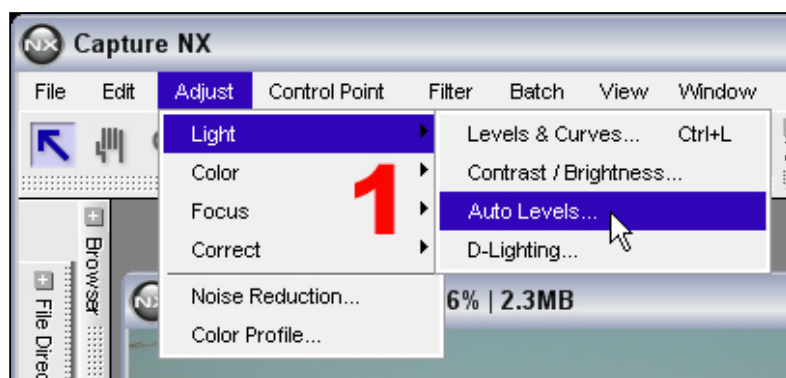 NX Capture NX
File Edit Adjust Control Point Filter Batch View Window
Light
Levels & Curves... Ctrl+L
Color
Contrast / Brightness...
Focus
Auto Levels...
Correct
D-Lighting...
1
Noise Reduction...
6% | 2.3MB
Color Profile...
Browser
File Direc